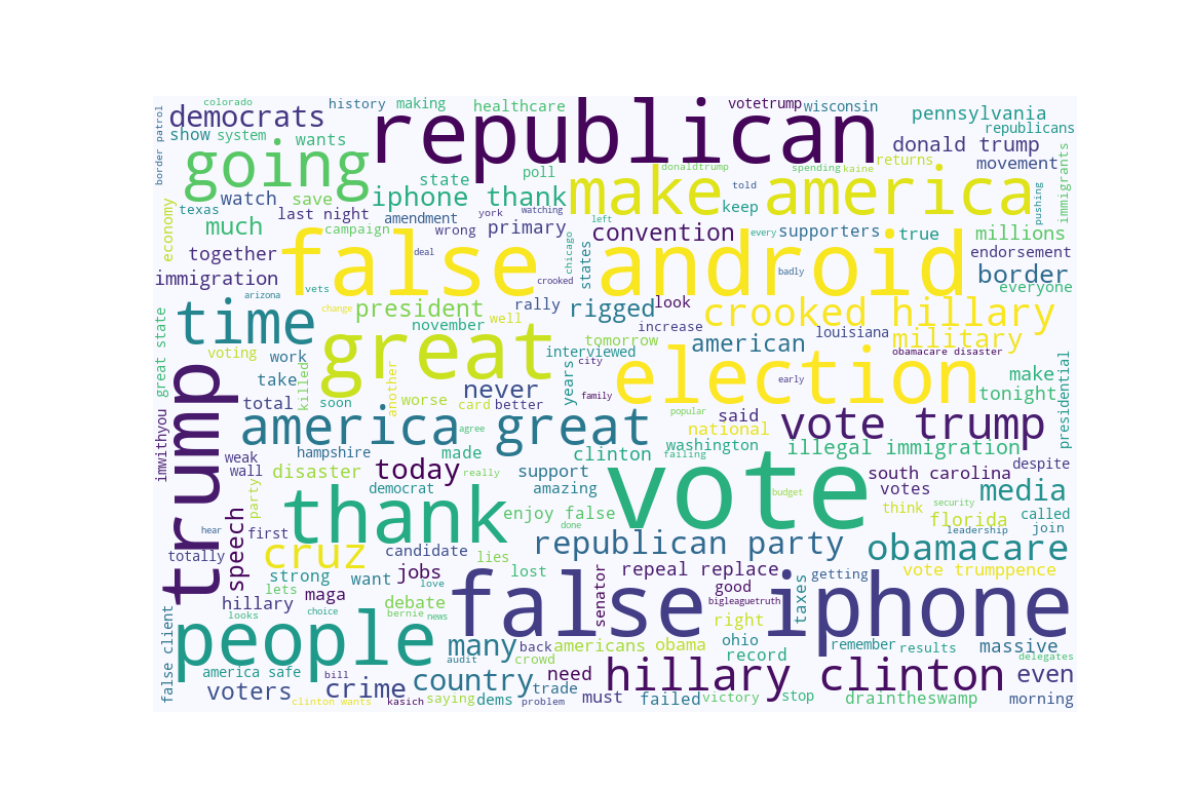 colorado
history
making
healthcare
votetrump
wisconsin
pennsylvania
democrats
republican
republicans
show
system
wants
donald trump
border patrol
going
state
poll
donaldtrump
spending
kaine
returns
movement
immigrants
watch
save
iphone thank
make america
told
keep
pushing
economy
texas
last night
amendment
york
watching
much
campaign
wrong
primary
left
convention
every
supporters
true
millions
together
false android
deal
chicago
states
endorsement
immigration
crooked
badly
border
everyone
arizona
vets
change
president
rally
rigged
look
crooked hillary
time
november
well
tomorrow
increase
louisiana
military
great state
voting
work
great
interviewed
american
obamacare disaster
take
killed
another
years
city
election
make
presidential
trump
total
soon
worse
never
card
better
family
early
tonight
popular
said
vote trump
imwithyou
america great
agree
national
weak
hampshire
made
clinton
washington
failing
illegal immigration
wall
disaster
today
really
support
vote
south carolina
despite
party
democrat
amazing
budget
votes
media
speech
thank
enjoy false
think
security
called
hear
first
done
florida
leadership
join
totally
cruz
candidate
lies
republican party
obamacare
strong
want
jobs
lost
senator
repeal replace
getting
vote trumppence
lets
maga
love
false iphone
good
taxes
hillary
debate
bigleaguetruth
false client
looks
choice
bernie
news
right
people
many
back
americans obama
ohio
remember
results
massive
audit
crowd
record
delegates
america safe
bill
country
need
hillary clinton
even
voters
crime
trade
clinton wants
kasich
saying
dems
problem
must
failed
victory
stop
draintheswamp
morning